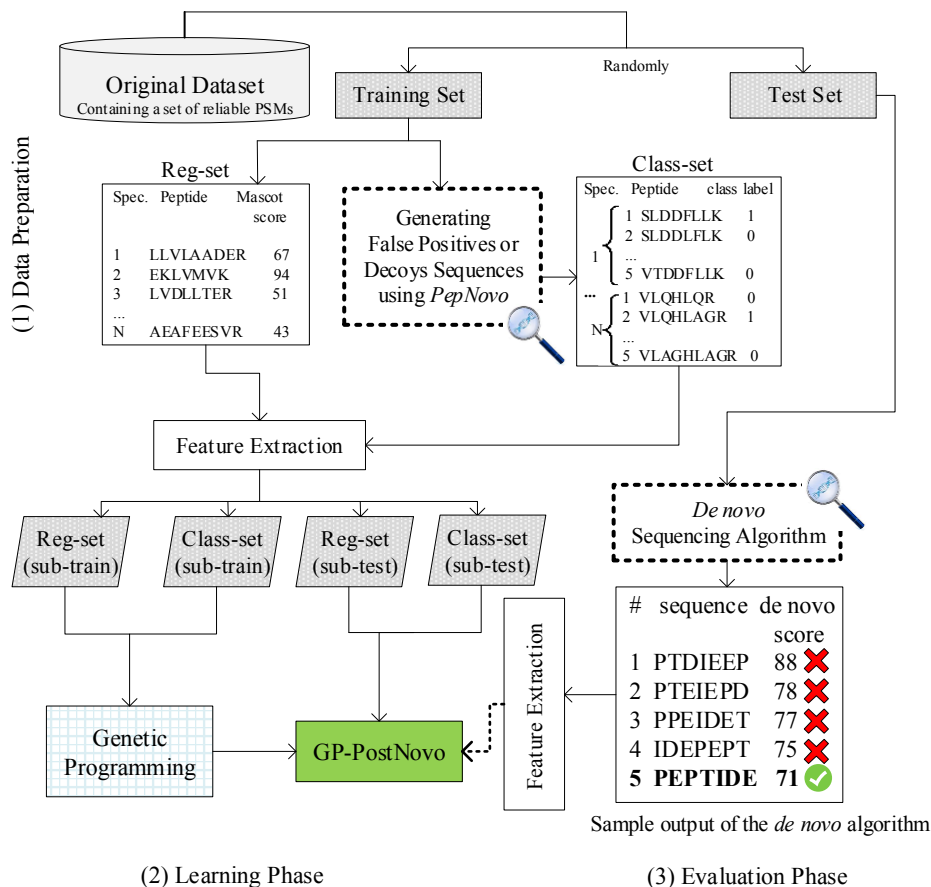 Original Dataset
Containing a set of reliable PSMs
Randomly
Training Set
Test Set
(1) Data Preparation
Reg-set
Spec. Peptide Mascot
score
1 LLVLAADER 67
2 EKLVMVK 94
3 LVDLLTER 51
...
N AEAFEESVR 43
Generating
False Positives or
Decoys Sequences
using PepNovo
Class-set
Spec. Peptide class label
1
1 SLDDFLLK 1
2 SLDDLFLK 0
...
5 VTDDFLLK 0
...
N
1 VLQHLQR 0
2 VLQHLAGR 1
...
5 VLAGHLAGR 0
Feature Extraction
Reg-set
(sub-train)
Class-set
(sub-train)
Reg-set
(sub-test)
Class-set
(sub-test)
De novo
Sequencing Algorithm
# sequence de novo
score
1 PTDIEEP 88
2 PTEIEPD 78
3 PPEIDET 77
4 IDEPEPT 75
5 PEPTIDE 71
Sample output of the de novo algorithm
Feature Extraction
Genetic
Programming
GP-PostNovo
(2) Learning Phase
(3) Evaluation Phase